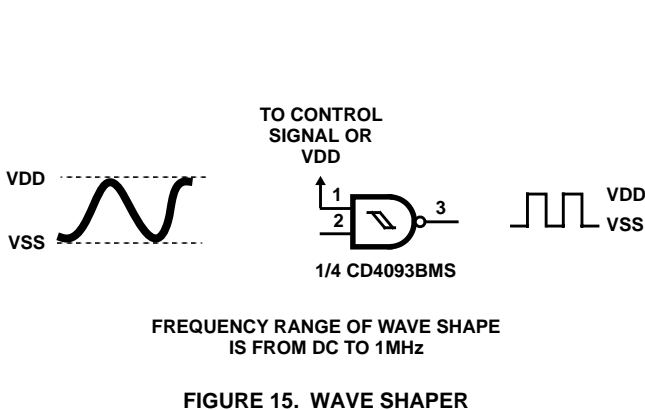 TO CONTROL
SIGNAL OR
VDD
VDD
VSS
1
2
3
VDD
VSS
1/4 CD4093BMS
FREQUENCY RANGE OF WAVE SHAPE
IS FROM DC TO 1MHz
FIGURE 15. WAVE SHAPER